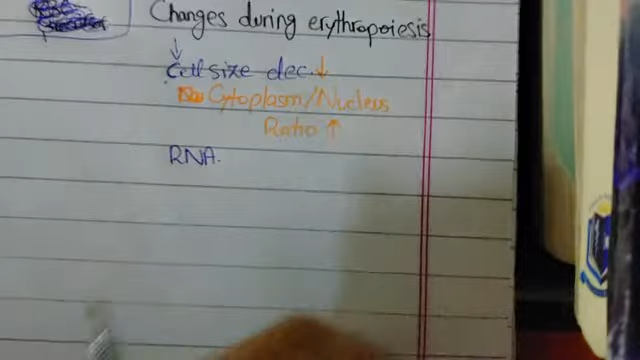 Changes during erythropoiesis
↓
Cell size dec. ↓
Cytoplasm/Nucleus
Ratio ↑
RNA.